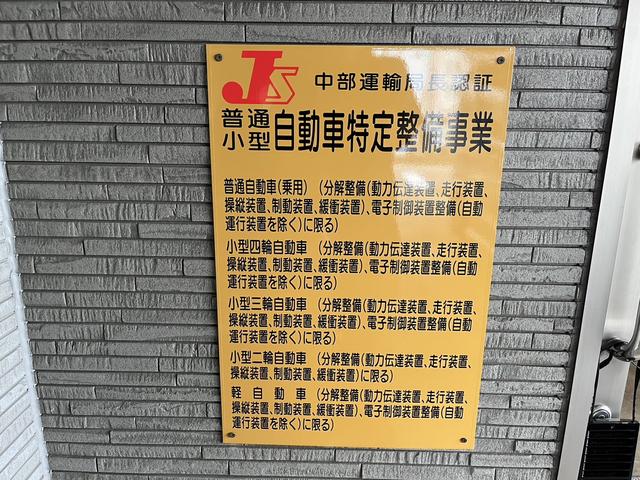 JS 中部運輸局長認証
普通
小型 自動車特定整備事業
普通自動車(乗用) (分解整備(動力伝達装置、走行装置、
操縦装置、制動装置、緩衝装置)、電子制御装置整備(自動
運行装置を除く)に限る)
小型四輪自動車 (分解整備(動力伝達装置、走行装置、
操縦装置、制動装置、緩衝装置)、電子制御装置整備(自動
運行装置を除く)に限る)
小型三輪自動車 (分解整備(動力伝達装置、走行装置、
操縦装置、制動装置、緩衝装置)、電子制御装置整備(自動
運行装置を除く)に限る)
小型二輪自動車 (分解整備(動力伝達装置、走行装置、
操縦装置、制動装置、緩衝装置)に限る)
軽自動車 (分解整備(動力伝達装置、走行装置、
操縦装置、制動装置、緩衝装置)、電子制御装置整備(自動
運行装置を除く)に限る)